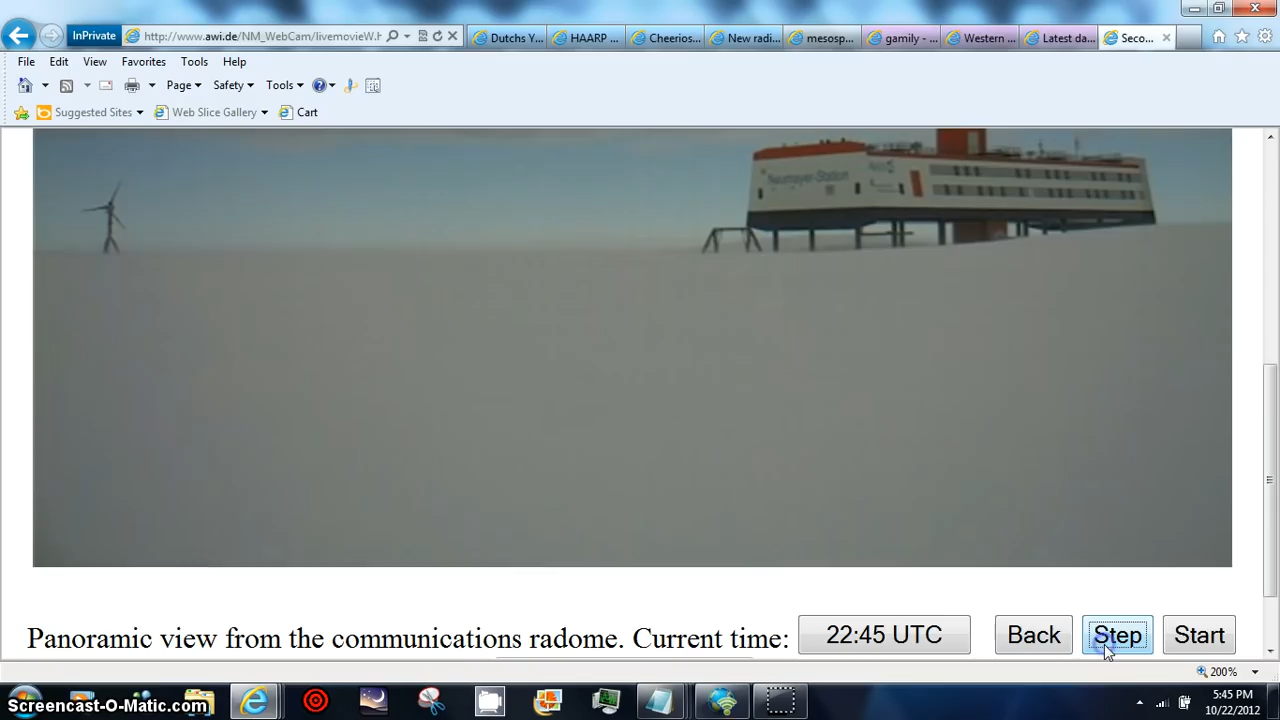 InPrivate
http://www.awi.de/NM_WebCam/livemovieW.h
Dutchs Y...
HAARP ...
Cheerios...
New radi...
mesosp...
gamily - ...
Western ...
Latest da...
Seco...
File Edit View Favorites Tools Help
Page Safety Tools
Suggested Sites Web Slice Gallery Cart
Neumayer-Station
Panoramic view from the communications radome. Current time: 22:45 UTC Back Step Start
200%
Screencast-O-Matic.com
5:45 PM
10/22/2012